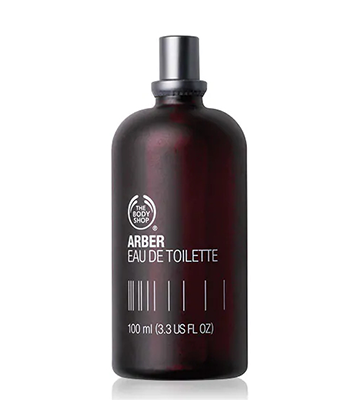 THE
BODY
SHOP
®
ARBER
EAU DE TOILETTE
100 ml (3.3 US FL OZ)